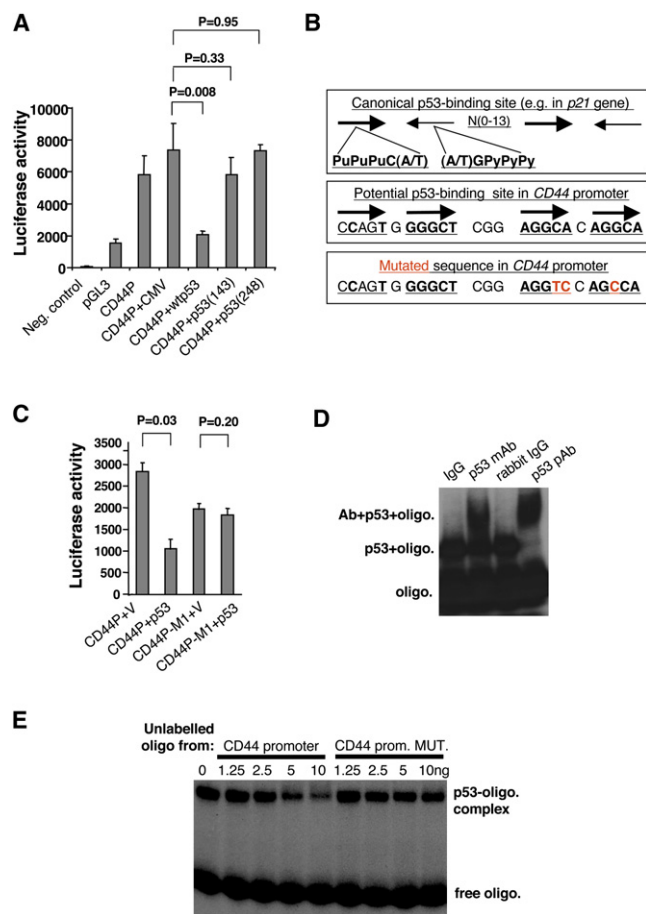 A
P=0.95
P=0.33
P=0.008
Luciferase activity
10000
8000
6000
4000
2000
0
Neg. control
pGL3
CD44P
CD44P+CMV
CD44P+wtp53
CD44P+p53(143)
CD44P+p53(248)
B
Canonical p53-binding site (e.g. in p21 gene)
N(0-13)
PuPuPuC(A/T) (A/T)GPyPyPy
Potential p53-binding site in CD44 promoter
CCAGT G GGGCT CGG AGGCA C AGGCA
Mutated sequence in CD44 promoter
CCAGT G GGGCT CGG AGGTC C AGCCA
C
P=0.03 P=0.20
Luciferase activity
3500
3000
2500
2000
1500
1000
500
0
CD44P+V
CD44P+p53
CD44P-M1+V
CD44P-M1+p53
D
IgG
p53 mAb
rabbit IgG
p53 pAb
Ab+p53+oligo.
p53+oligo.
oligo.
E
Unlabelled
oligo from: CD44 promoter CD44 prom. MUT.
0 1.25 2.5 5 10 1.25 2.5 5 10ng
p53-oligo.
complex
free oligo.